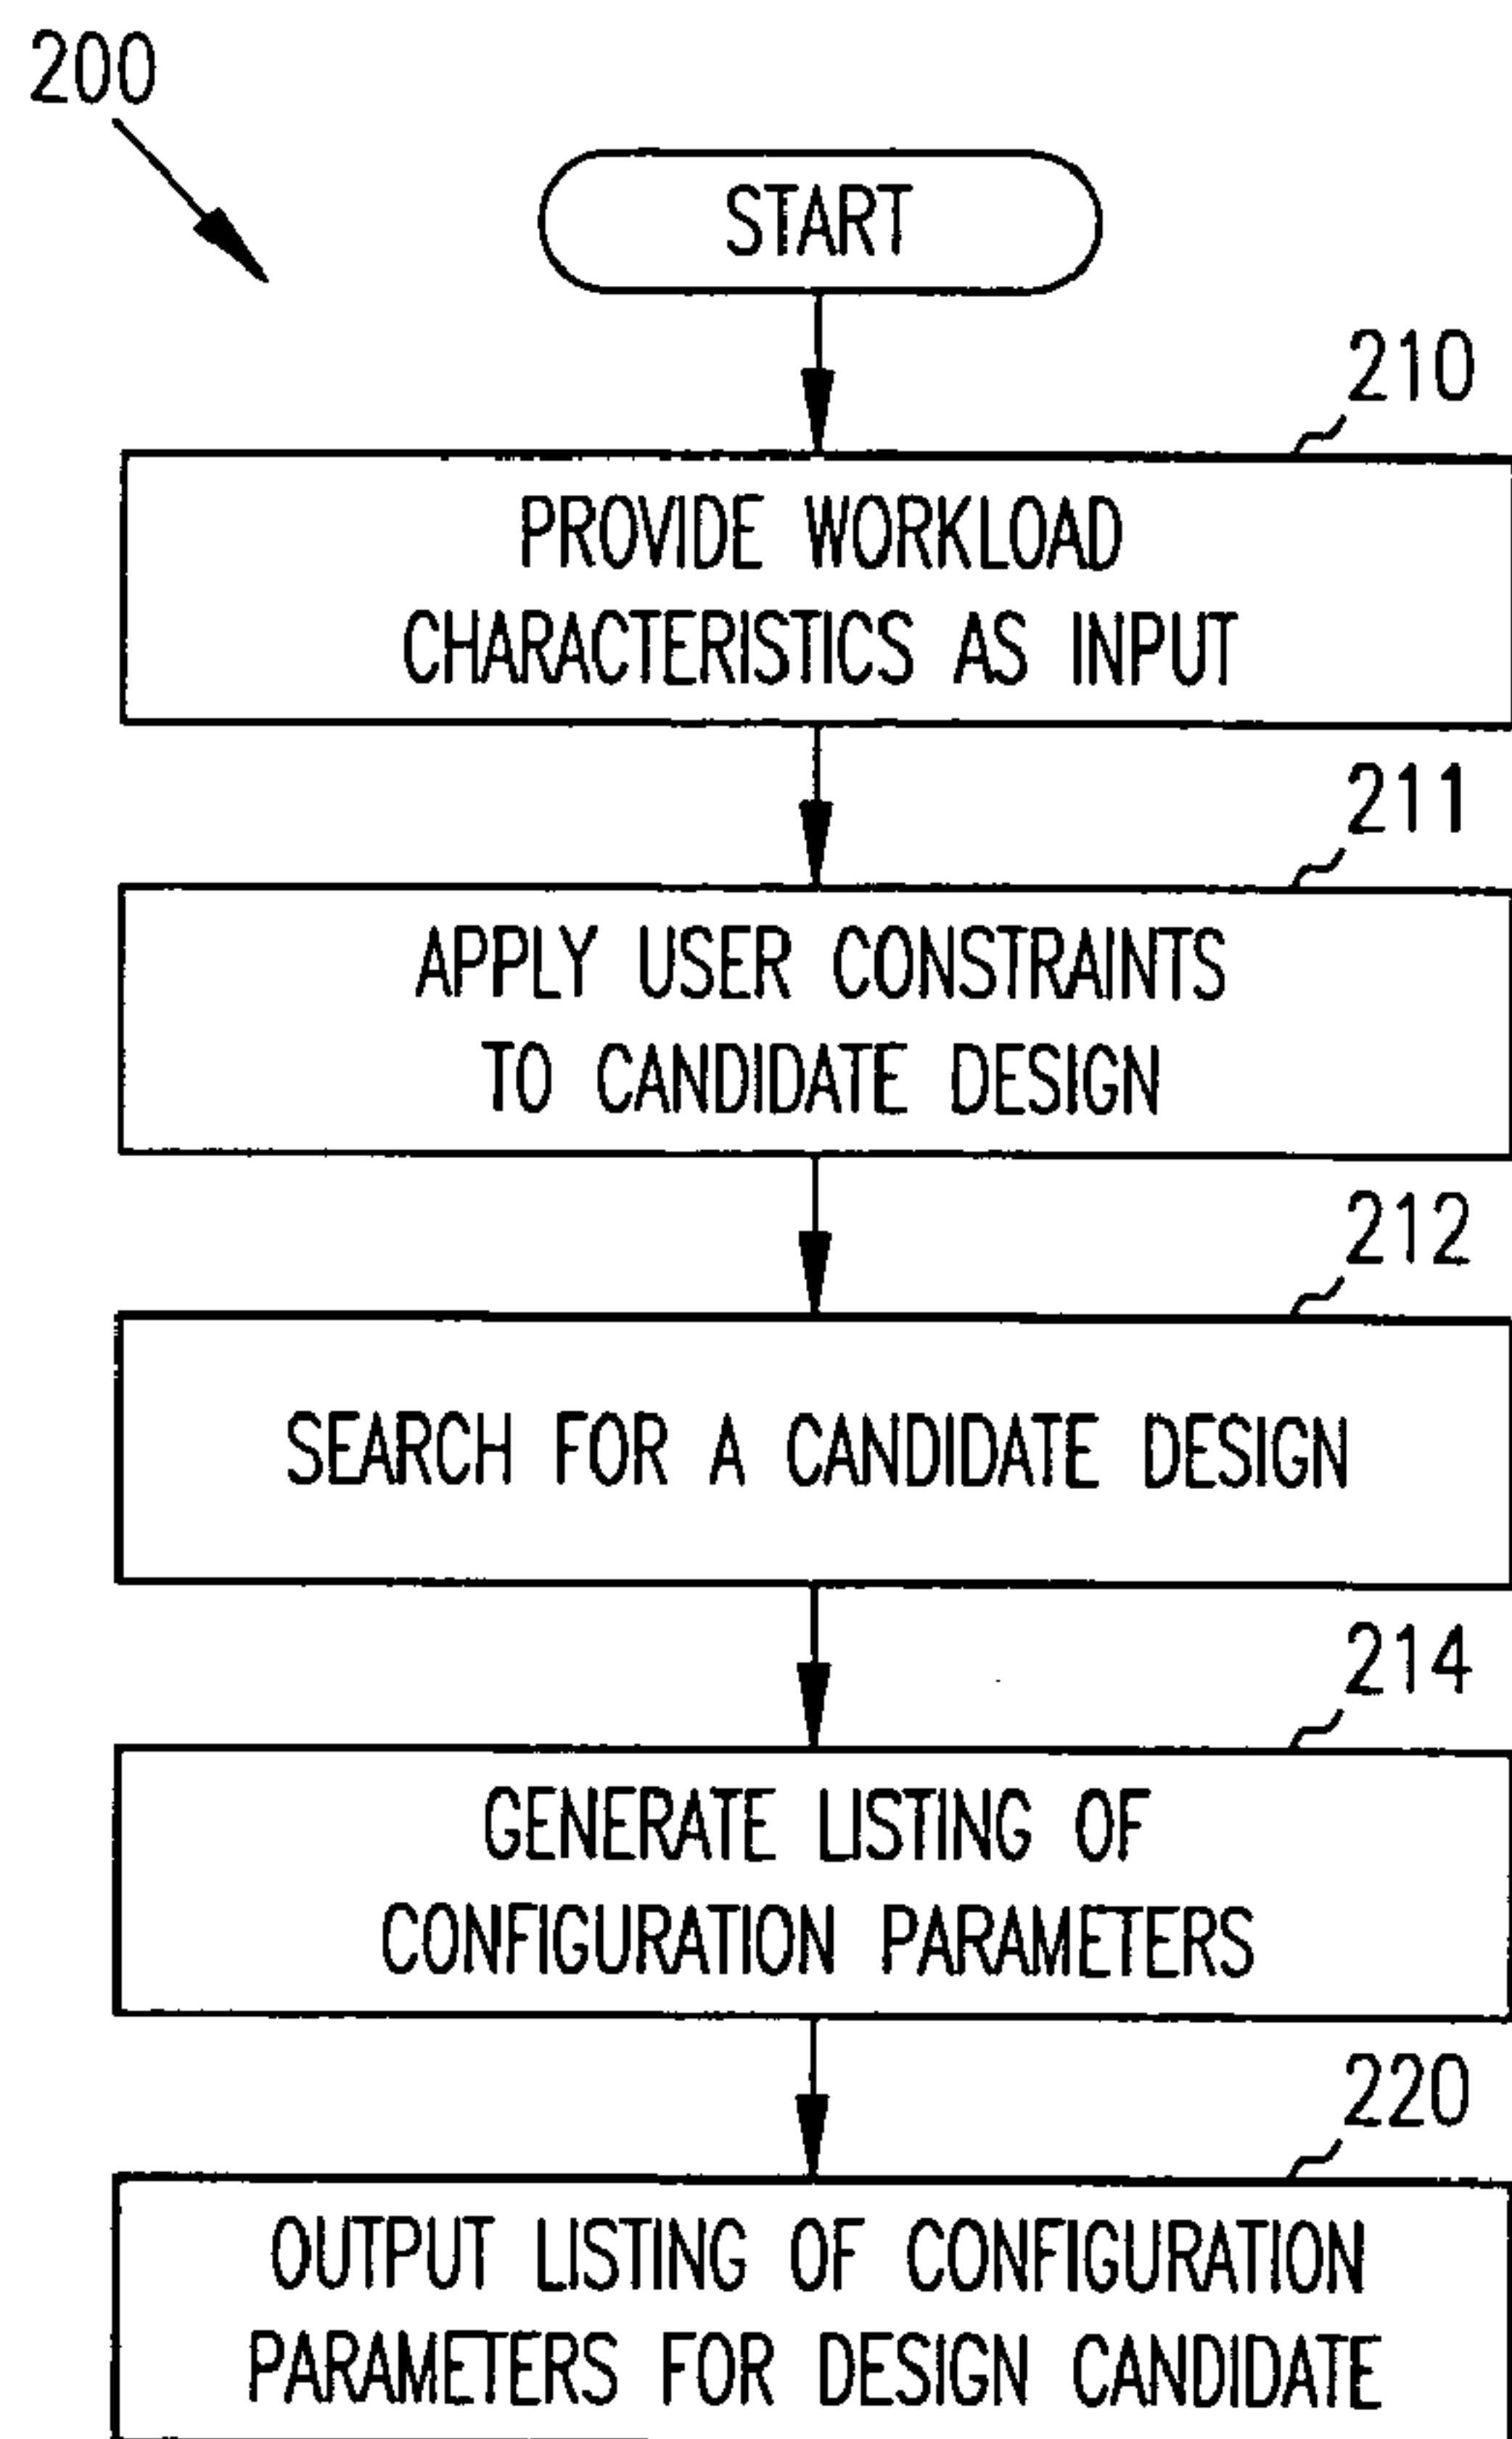 200
START
210
PROVIDE WORKLOAD
CHARACTERISTICS AS INPUT
211
APPLY USER CONSTRAINTS
TO CANDIDATE DESIGN
212
SEARCH FOR A CANDIDATE DESIGN
214
GENERATE LISTING OF
CONFIGURATION PARAMETERS
220
OUTPUT LISTING OF CONFIGURATION
PARAMETERS FOR DESIGN CANDIDATE